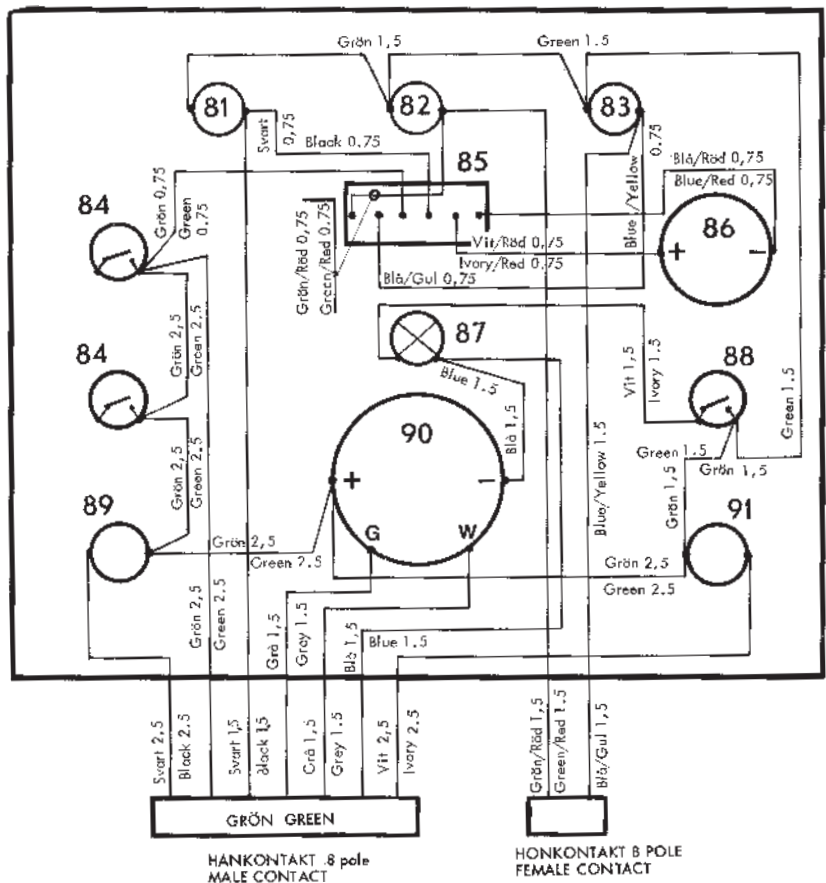 Grön 1,5
Green 1.5
81
82
83
Svart 0,75
Black 0.75
Blue /Yellow 0.75
85
Blå/Röd 0,75
Blue/Red 0,75
84
Grön 0,75
Green 0.75
86
+
-
Grön/Röd 0,75
Green/Red 0.75
Vit/Röd 0,75
Ivory/Red 0.75
Blå/Gul 0,75
Grön 2,5
Green 2.5
87
88
Vit 1,5
Ivory 1.5
Blue 1.5
Blå 1,5
84
90
Green 1.5
Green 1.5
Grön 1,5
Grön 2,5
Green 2.5
Blue/Yellow 1.5
Grön 1,5
89
+
-
91
G
W
Grön 2,5
Green 2.5
Grön 2,5
Green 2.5
Grön 2,5
Green 2.5
Grå 1,5
Grey 1.5
Blå 1.5
Blue 1.5
Svart 2.5
Black 2.5
Svart 1,5
Black 1,5
Grå 1,5
Grey 1.5
Vit 2,5
Ivory 2.5
Grön/Röd 1,5
Green/Red 1.5
Blå/Gul 1,5
GRÖN GREEN
HANKONTAKT .8 pole
MALE CONTACT
HONKONTAKT 8 POLE
FEMALE CONTACT